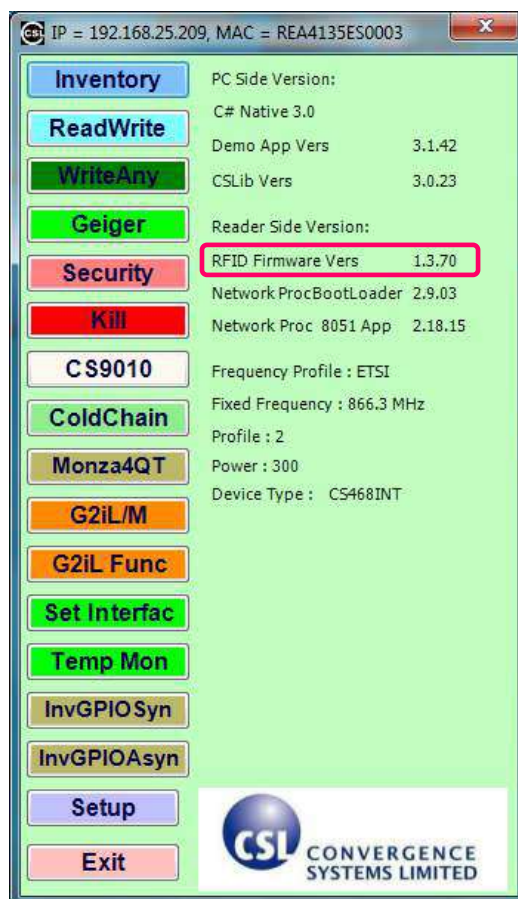 IP = 192.168.25.209, MAC = REA4135ES0003
Inventory
ReadWrite
WriteAny
Geiger
Security
Kill
CS9010
ColdChain
Monza4QT
G2iL/M
G2iL Func
Set Interfac
Temp Mon
InvGPIOSyn
InvGPIOAsyn
Setup
Exit
PC Side Version:
C# Native 3.0
Demo App Vers 3.1.42
CSLib Vers 3.0.23
Reader Side Version:
RFID Firmware Vers 1.3.70
Network ProcBootLoader 2.9.03
Network Proc 8051 App 2.18.15
Frequency Profile : ETSI
Fixed Frequency : 866.3 MHz
Profile : 2
Power : 300
Device Type : CS468INT
CSL
CONVERGENCE
SYSTEMS LIMITED